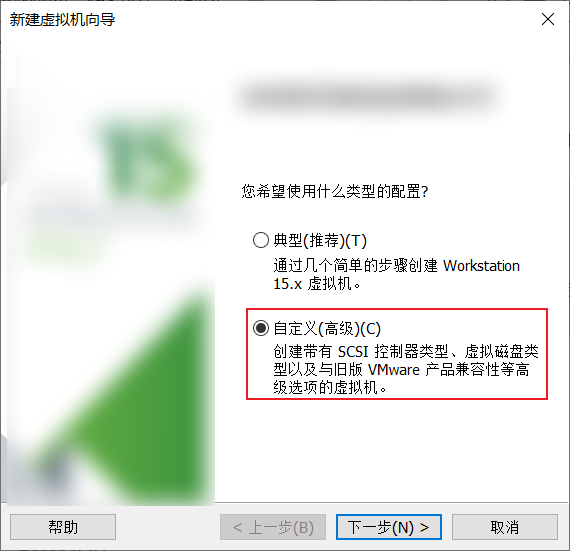 新建虚拟机向导
您希望使用什么类型的配置?
典型(推荐)(T)
通过几个简单的步骤创建 Workstation
15.x 虚拟机。
自定义(高级)(C)
创建带有 SCSI 控制器类型、虚拟磁盘类
型以及与旧版 VMware 产品兼容性等高
级选项的虚拟机。
帮助
< 上一步(B)
下一步(N) >
取消